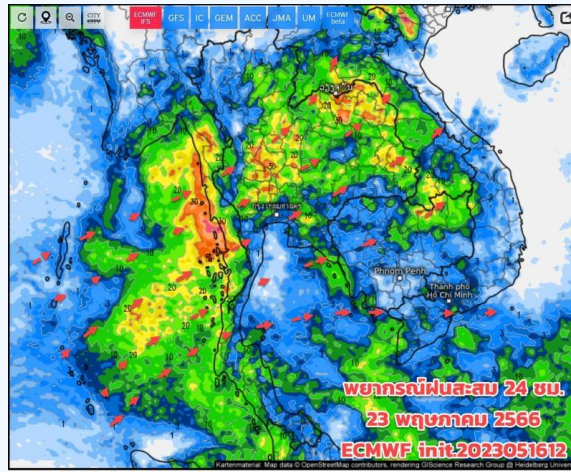 CITY
ECMWF IFS
GFS
IC
GEM
ACC
JMA
UM
ECMWF beta
กรุงเทพมหานคร
Phnom Penh
Thành phố
Hồ Chí Minh
พยากรณ์ฝนสะสม 24 ชม.
23 พฤษภาคม 2566
ECMWF init.2023051612
Kartenmaterial: Map data @ OpenStreetMap contributors, rendering GIScience Research Group @ Heidelberg Univer